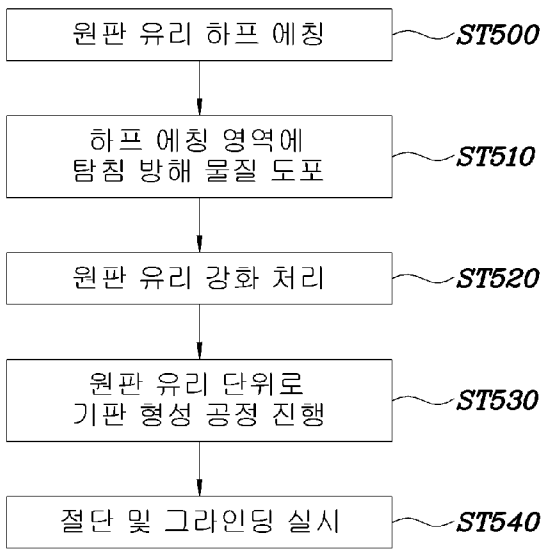 원판 유리 하프 에칭
ST500
하프 에칭 영역에
탐침 방해 물질 도포
ST510
원판 유리 강화 처리
ST520
원판 유리 단위로
기판 형성 공정 진행
ST530
절단 및 그라인딩 실시
ST540